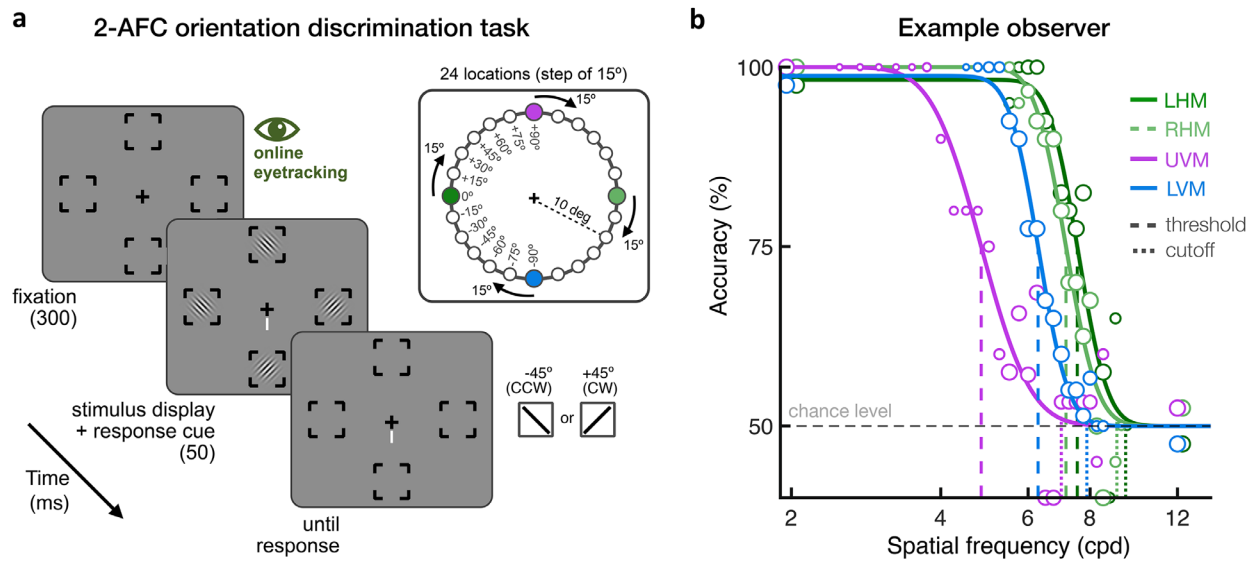 a
2-AFC orientation discrimination task
online
eyetracking
fixation
(300)
stimulus display
+ response cue
(50)
until
response
Time
(ms)
24 locations (step of 15º)
15º
15º
15º
15º
+90º
+75º
+60º
+45º
+30º
+15º
0º
-15º
-30º
-45º
-60º
-75º
-90º
10 deg
-45º
(CCW)
+45º
(CW)
or
b
Example observer
Accuracy (%)
100
75
50
chance level
LHM
RHM
UVM
LVM
threshold
cutoff
2
4
6
8
12
Spatial frequency (cpd)